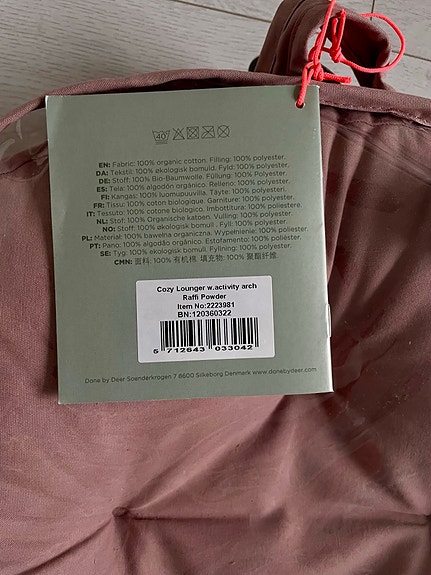 40
EN: Fabric: 100% organic cotton. Filling: 100% polyester.
DA: Tekstil: 100% økologisk bomuld. Fyld: 100% polyester.
DE: Stoff: 100% Bio-Baumwolle. Füllung: 100% Polyester.
ES: Tela: 100% algodón orgánico. Relleno: 100% poliéster.
FI: Kangas: 100% luomupuuvilla. Täyte: 100% polyesteri.
FR: Tissu: 100% coton biologique. Garniture: 100% polyester.
IT: Tessuto: 100% cotone biologico. Imbottitura: 100% poliestere.
NL: Stof: 100% Organische katoen. Vulling: 100% polyester.
NO: Stoff: 100% økologisk bomuld. Fyll: 100% polyester.
PL: Materiał: 100% bawełna organiczna. Wypełnienie: 100% poliester.
PT: Pano: 100% algodão orgânico. Estofamento: 100% poliéster.
SE: Tyg: 100% økologisk bomuld. Fyllning: 100% polyester.
CMN: 面料: 100% 有机棉, 填充物: 100% 聚酯纤维
Cozy Lounger w.activity arch
Raffi Powder
Item No:2223981
BN:120360322
5 712643 033042
Done by Deer Soenderkrogen 7 8600 Silkeborg Denmark www.donebydeer.com